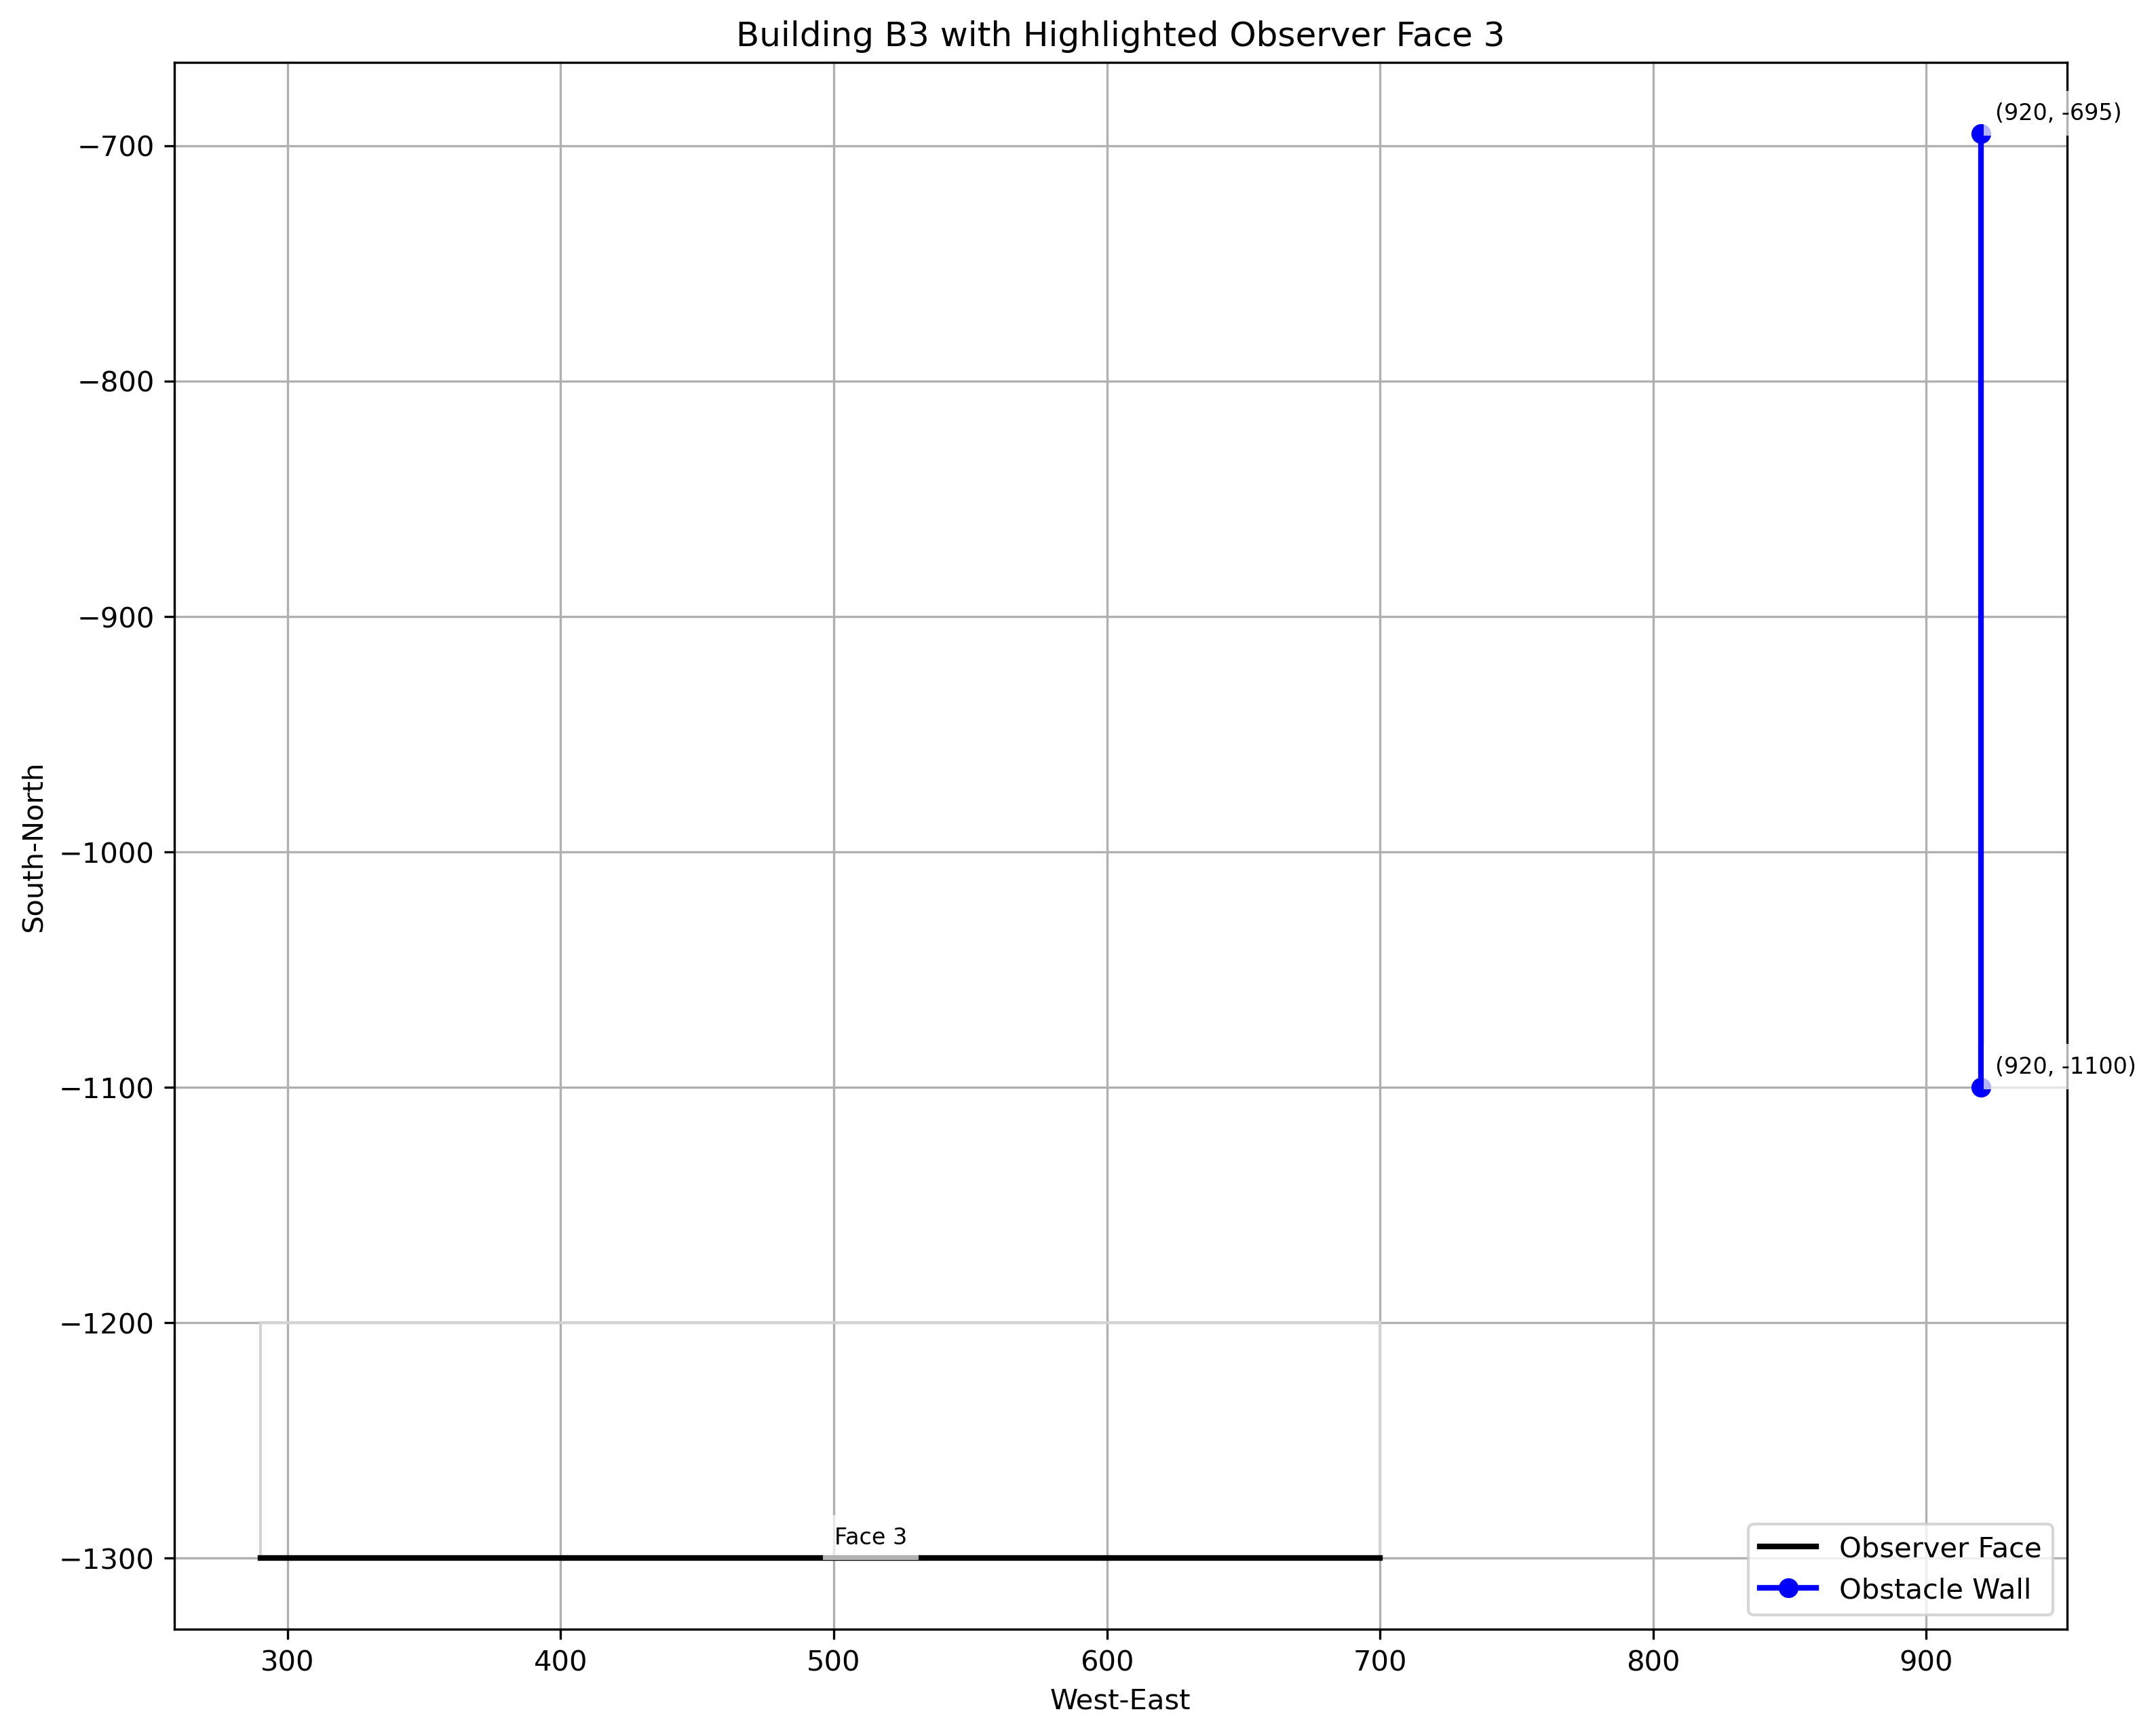 Building B3 with Highlighted Observer Face 3
(920, -695)
−700
−800
−900
−1000
(920, -1100)
−1100
−1200
Face 3
−1300
Observer Face
Obstacle Wall
300 400 500 600 700 800 900
West-East
South-North